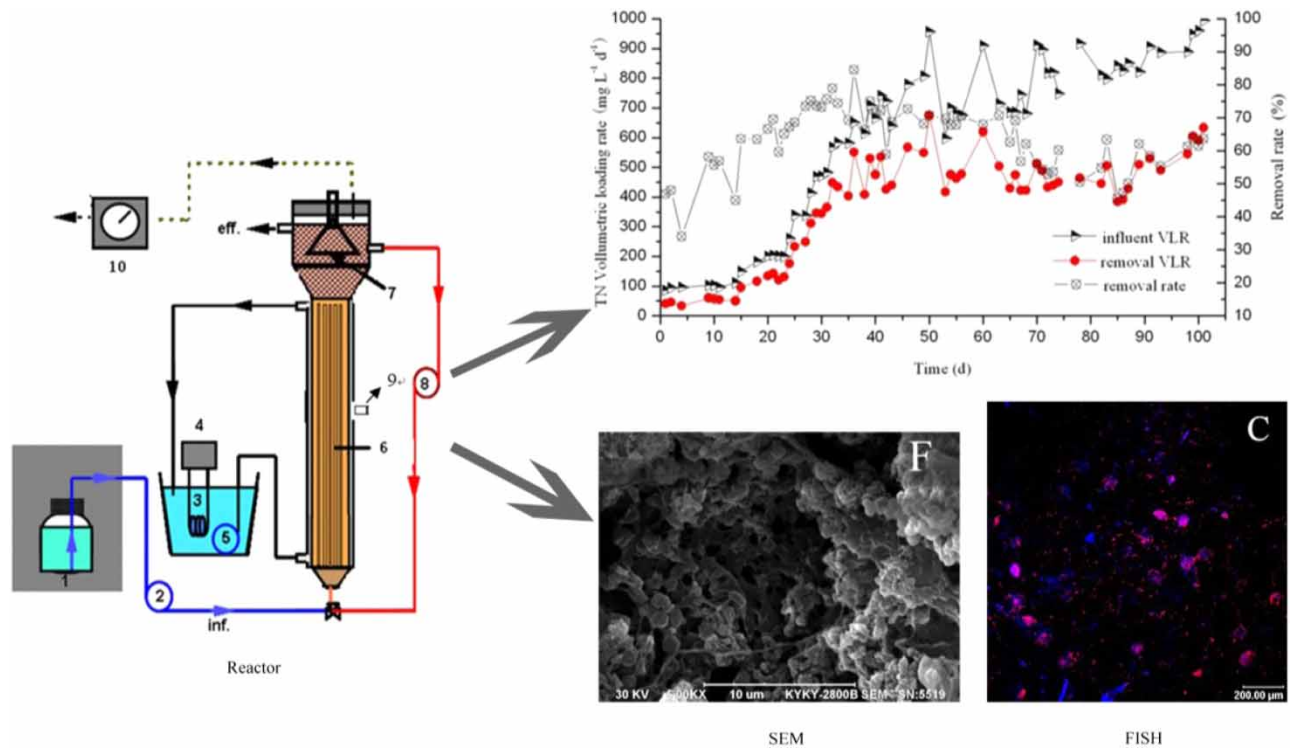 10
eff.
7
8
9
4
6
3
5
1
2
inf.
Reactor
TN Vollumetric loading rate (mg L⁻¹ d⁻¹)
1000
900
800
700
600
500
400
300
200
100
0
100
90
80
70
60
50
40
30
20
10
Removal rate (%)
influent VLR
removal VLR
removal rate
0 10 20 30 40 50 60 70 80 90 100
Time (d)
F
30 KV 10 um KYKY-2800B SEM SN:5519
SEM
C
200.00 µm
FISH